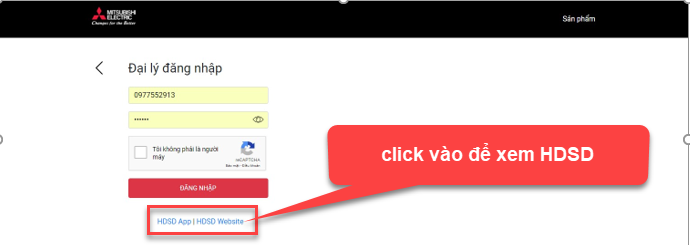 MITSUBISHI
ELECTRIC
Changes for the Better
Sản phẩm
Đại lý đăng nhập
0977552913
••••••
Tôi không phải là người
máy
reCAPTCHA
Bảo mật - Điều khoản
ĐĂNG NHẬP
click vào để xem HDSD
HDSD App | HDSD Website